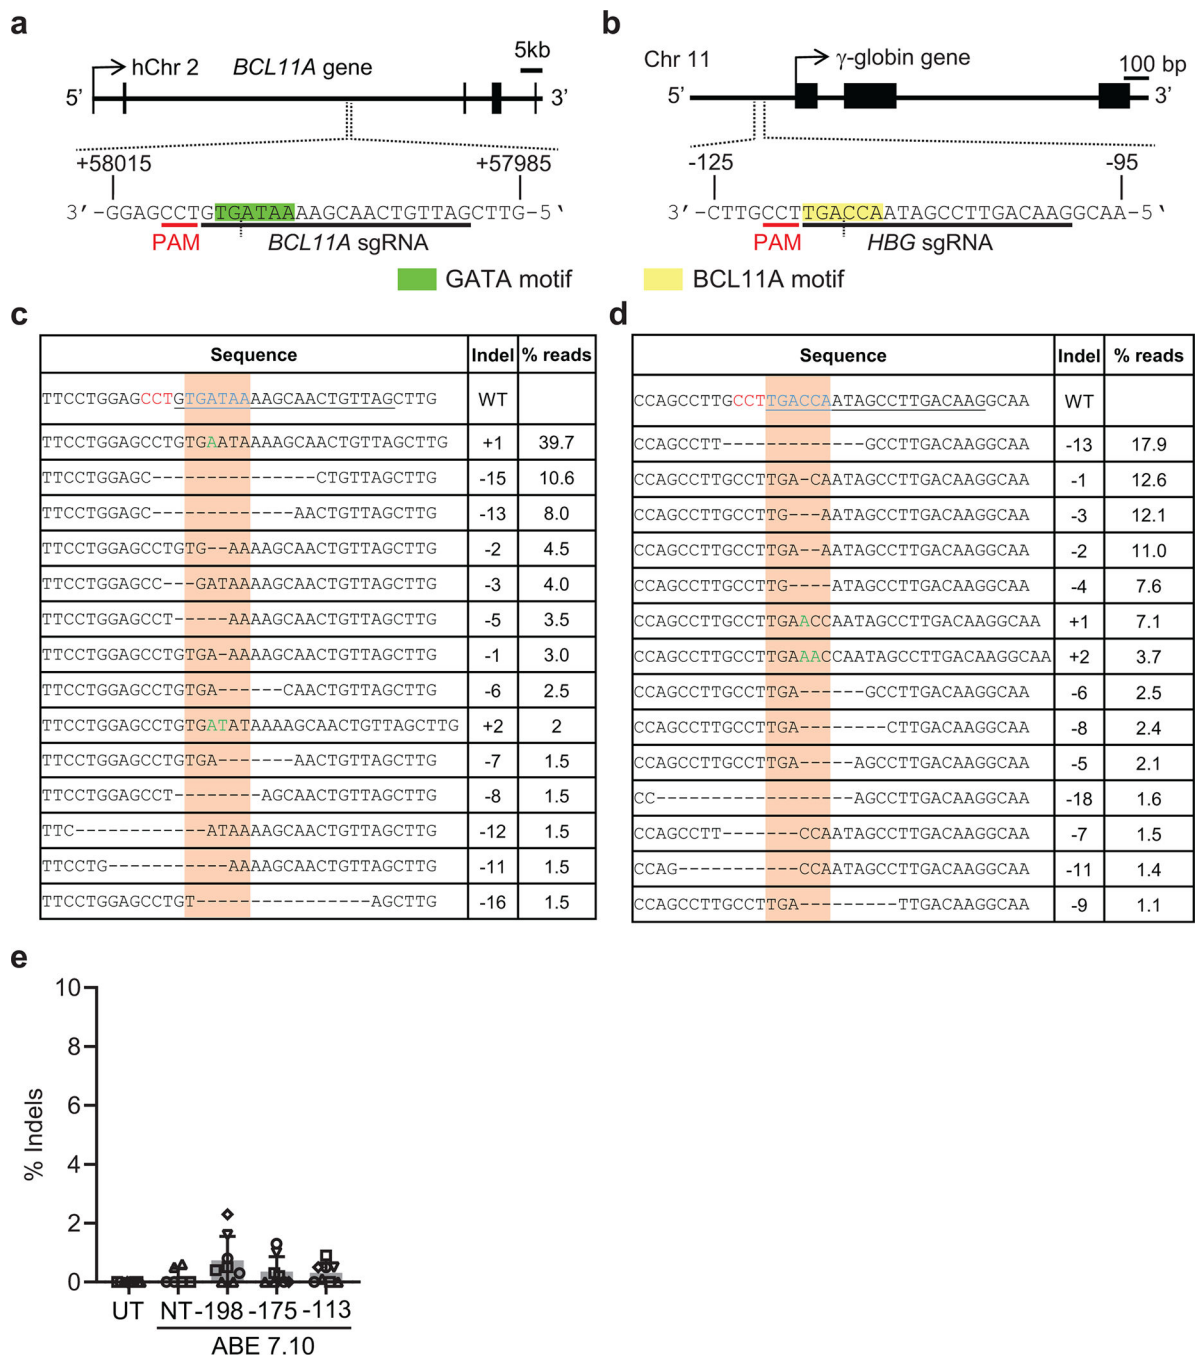 a
hChr 2 BCL11A gene
5kb
5’ 3’
+58015 +57985
3’-GGAGCCTGTGATAAAAGCAACTGTTAGCTTG-5‘
PAM BCL11A sgRNA
b
Chr 11 γ-globin gene
100 bp
5’ 3’
-125 -95
3’-CTTGCCTTGACCAATAGCCTTGACAAGGCAA-5‘
PAM HBG sgRNA
GATA motif BCL11A motif
c
Sequence Indel % reads
TTCCTGGAGCCTGTGATAAAAGCAACTGTTAGCTTG WT
TTCCTGGAGCCTGTGAATAAAAGCAACTGTTAGCTTG +1 39.7
TTCCTGGAGC---------------CTGTTAGCTTG -15 10.6
TTCCTGGAGC-------------AACTGTTAGCTTG -13 8.0
TTCCTGGAGCCTGTG--AAAAGCAACTGTTAGCTTG -2 4.5
TTCCTGGAGCC---GATAAAAGCAACTGTTAGCTTG -3 4.0
TTCCTGGAGCCT-----AAAAGCAACTGTTAGCTTG -5 3.5
TTCCTGGAGCCTGTGA-AAAAGCAACTGTTAGCTTG -1 3.0
TTCCTGGAGCCTGTGA------CAACTGTTAGCTTG -6 2.5
TTCCTGGAGCCTGTGATATAAAAGCAACTGTTAGCTTG +2 2
TTCCTGGAGCCTGTGA-------AACTGTTAGCTTG -7 1.5
TTCCTGGAGCCT--------AGCAACTGTTAGCTTG -8 1.5
TTC------------ATAAAAGCAACTGTTAGCTTG -12 1.5
TTCCTG-----------AAAAGCAACTGTTAGCTTG -11 1.5
TTCCTGGAGCCTGT----------------AGCTTG -16 1.5
d
Sequence Indel % reads
CCAGCCTTGCCTTGACCAATAGCCTTGACAAGGCAA WT
CCAGCCTT-------------GCCTTGACAAGGCAA -13 17.9
CCAGCCTTGCCTTGA-CAATAGCCTTGACAAGGCAA -1 12.6
CCAGCCTTGCCTTG---AATAGCCTTGACAAGGCAA -3 12.1
CCAGCCTTGCCTTGA--AATAGCCTTGACAAGGCAA -2 11.0
CCAGCCTTGCCTTG----ATAGCCTTGACAAGGCAA -4 7.6
CCAGCCTTGCCTTGAACCAATAGCCTTGACAAGGCAA +1 7.1
CCAGCCTTGCCTTGAAACCAATAGCCTTGACAAGGCAA +2 3.7
CCAGCCTTGCCTTGA------GCCTTGACAAGGCAA -6 2.5
CCAGCCTTGCCTTGA--------CTTGACAAGGCAA -8 2.4
CCAGCCTTGCCTTGA-----AGCCTTGACAAGGCAA -5 2.1
CC------------------AGCCTTGACAAGGCAA -18 1.6
CCAGCCTT-------CCAATAGCCTTGACAAGGCAA -7 1.5
CCAG-----------CCAATAGCCTTGACAAGGCAA -11 1.4
CCAGCCTTGCCTTGA---------TTGACAAGGCAA -9 1.1
e
% Indels
10
8
6
4
2
0
UT NT -198 -175 -113
ABE 7.10